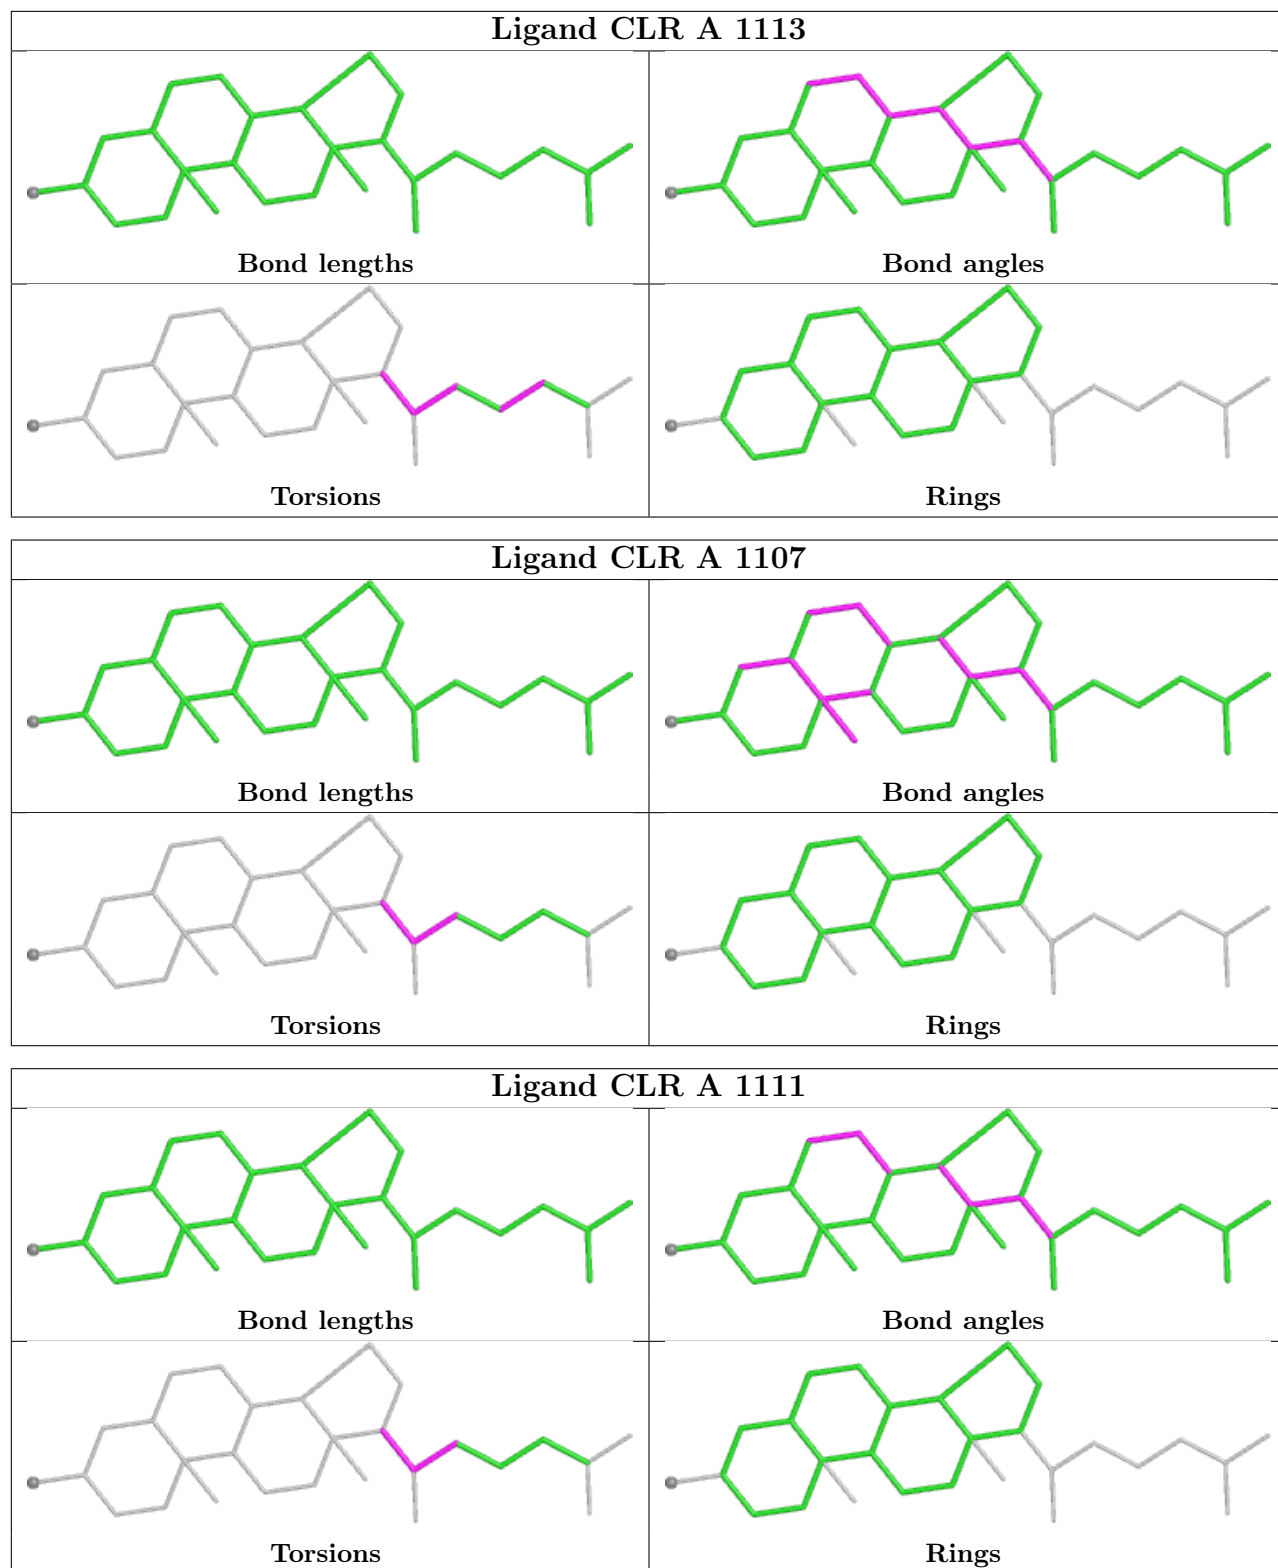 Ligand CLR A 1113
Bond lengths
Bond angles
Torsions
Rings
Ligand CLR A 1107
Bond lengths
Bond angles
Torsions
Rings
Ligand CLR A 1111
Bond lengths
Bond angles
Torsions
Rings